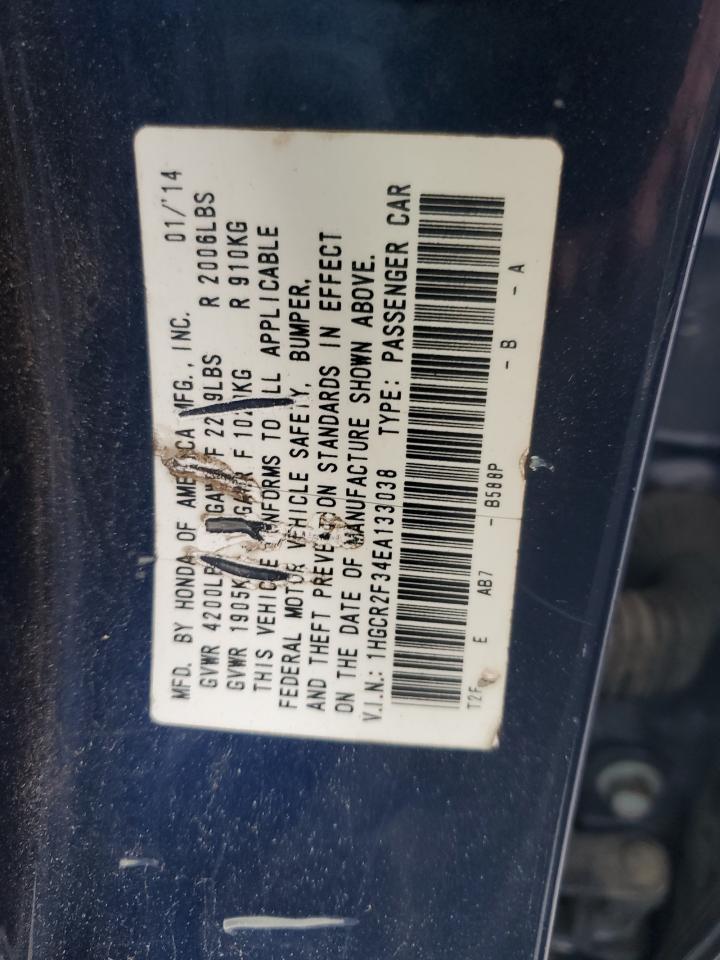 MFD. BY HONDA OF AMERICA MFG., INC. 01/'14
GVWR 4200LBS F R 2006LBS
GVWR 1905KG F R 910KG
THIS VEHICLE CONFORMS TO ALL APPLICABLE
FEDERAL MOTOR VEHICLE SAFETY, BUMPER,
AND THEFT PREVENTION STANDARDS IN EFFECT
ON THE DATE OF MANUFACTURE SHOWN ABOVE.
V.I.N.: 1HGCR2F34EA133038 TYPE: PASSENGER CAR
E AB7 - B588P - B - A